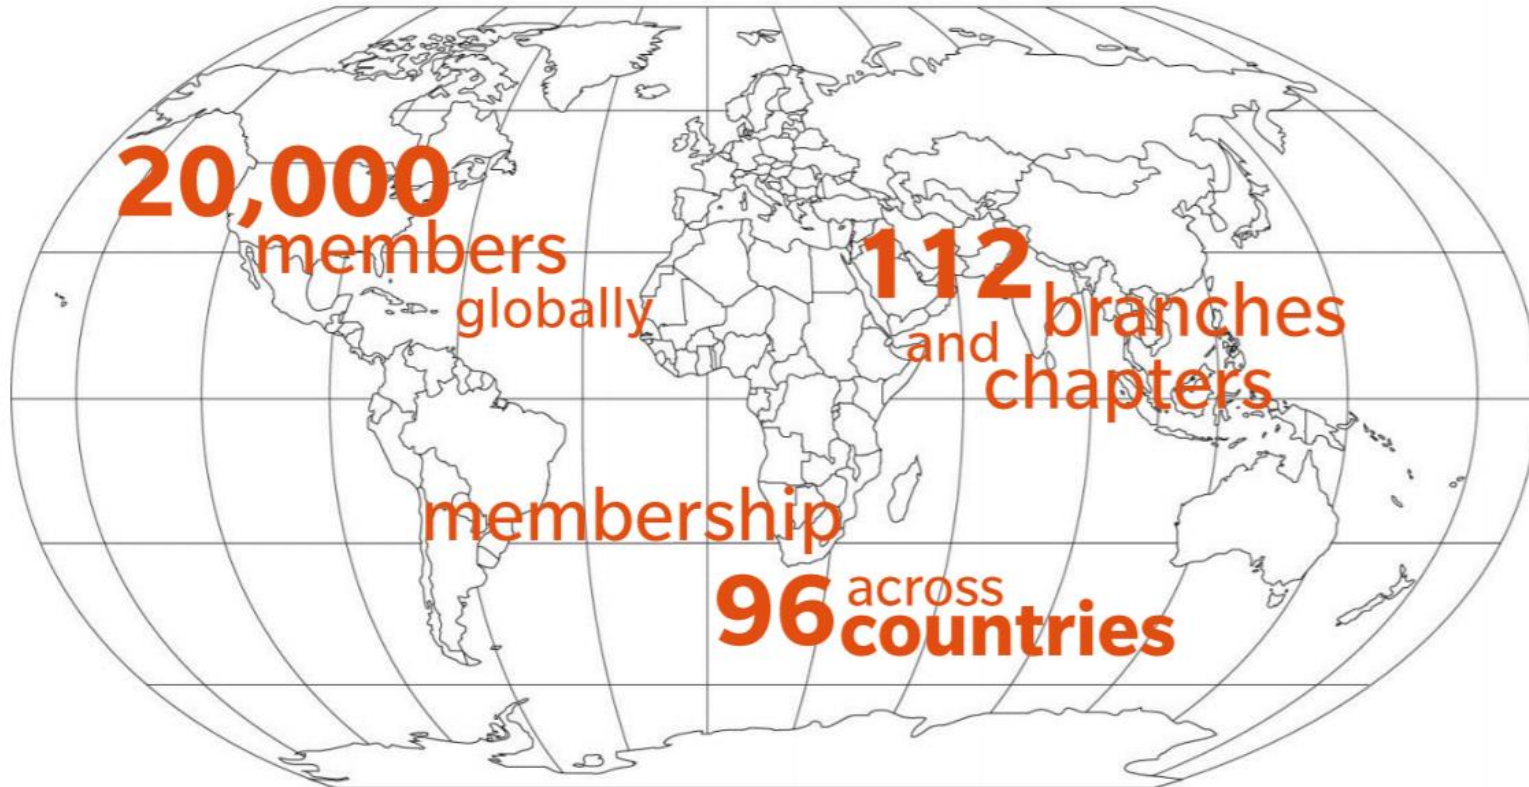 20,000
members
globally
112 branches
and
chapters
membership
96 across
countries